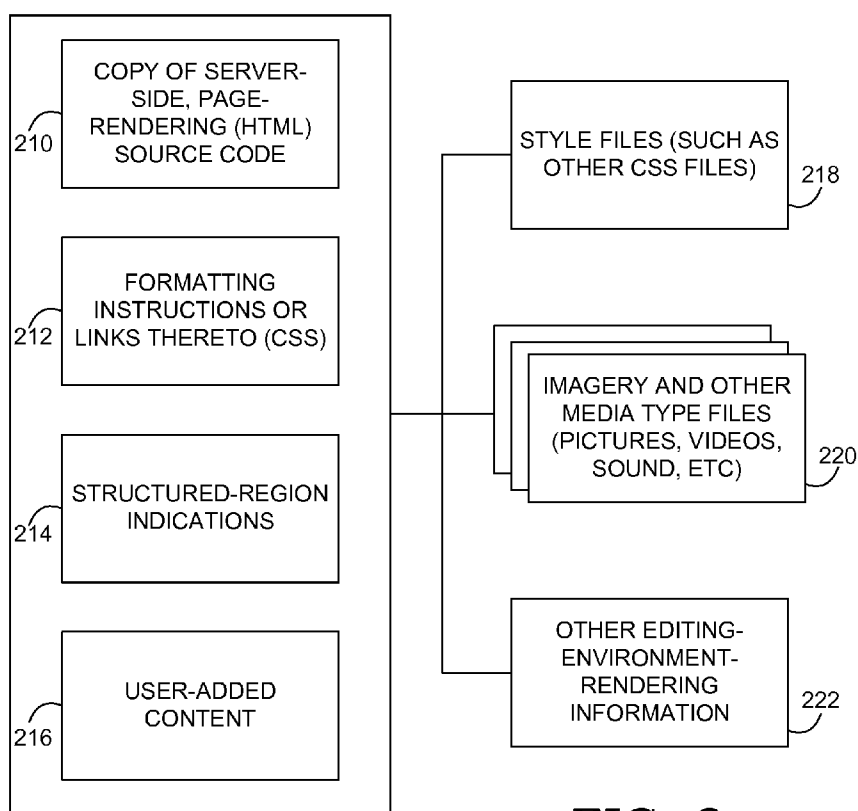 COPY OF SERVER-
SIDE, PAGE-
RENDERING (HTML)
SOURCE CODE
210
FORMATTING
INSTRUCTIONS OR
LINKS THERETO (CSS)
212
STRUCTURED-REGION
INDICATIONS
214
USER-ADDED
CONTENT
216
STYLE FILES (SUCH AS
OTHER CSS FILES)
218
IMAGERY AND OTHER
MEDIA TYPE FILES
(PICTURES, VIDEOS,
SOUND, ETC)
220
OTHER EDITING-
ENVIRONMENT-
RENDERING
INFORMATION
222